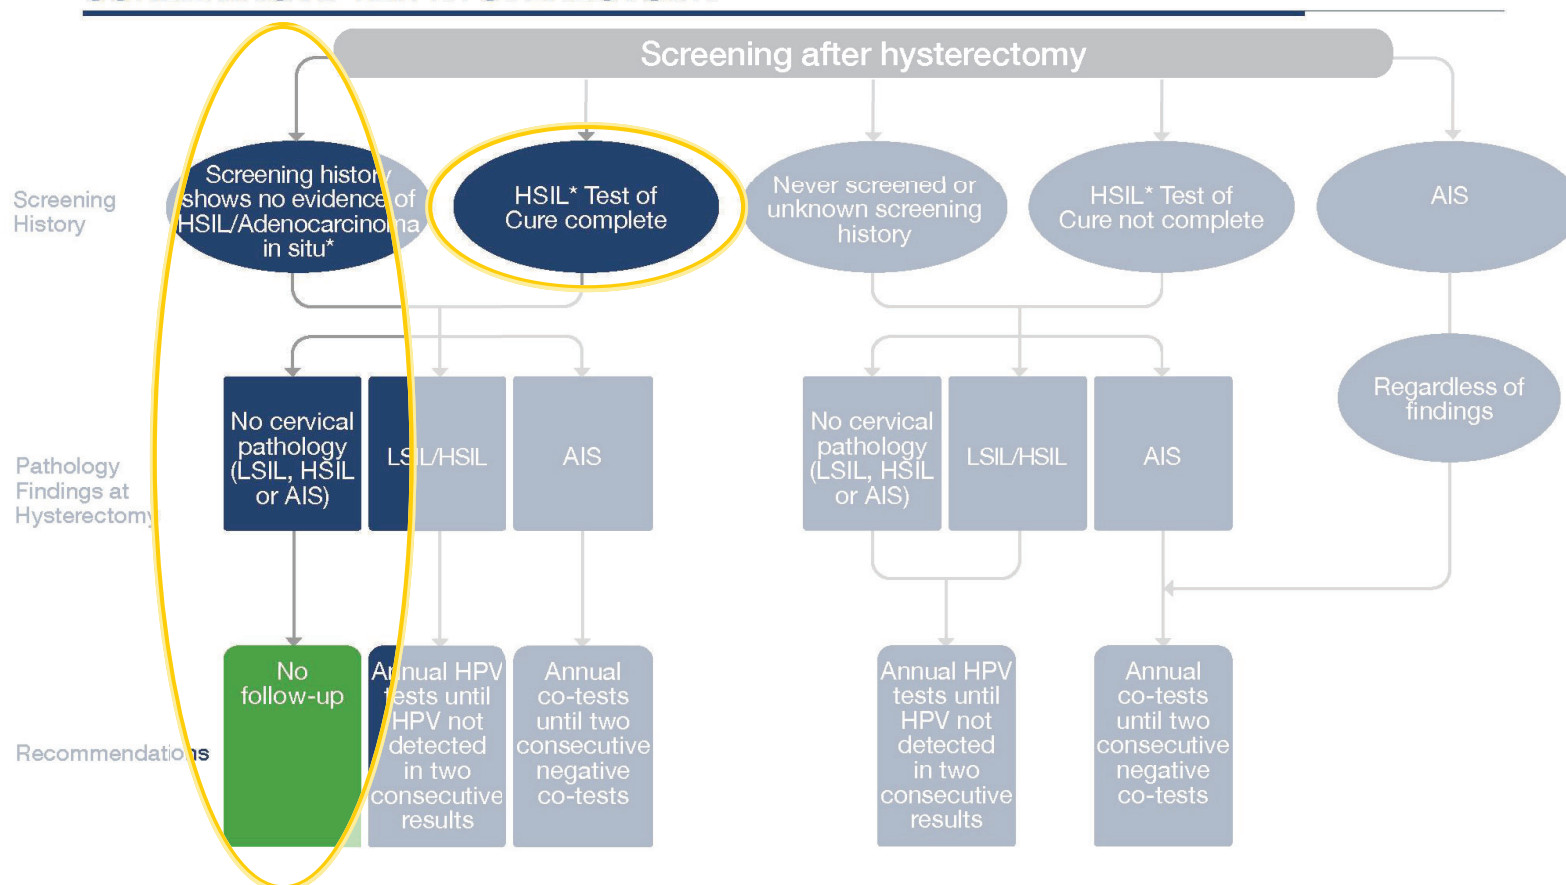 Screening after hysterectomy
Screening
History
Screening history
shows no evidence of
HSIL/Adenocarcinoma
in situ*
HSIL* Test of
Cure complete
Never screened or
unknown screening
history
HSIL* Test of
Cure not complete
AIS
Regardless of
findings
Pathology
Findings at
Hysterectomy
No cervical
pathology
(LSIL, HSIL
or AIS)
LSIL/HSIL
AIS
No cervical
pathology
(LSIL, HSIL
or AIS)
LSIL/HSIL
AIS
Recommendations
No
follow-up
Annual HPV
tests until
HPV not
detected
in two
consecutive
results
Annual
co-tests
until two
consecutive
negative
co-tests
Annual HPV
tests until
HPV not
detected
in two
consecutive
results
Annual
co-tests
until two
consecutive
negative
co-tests